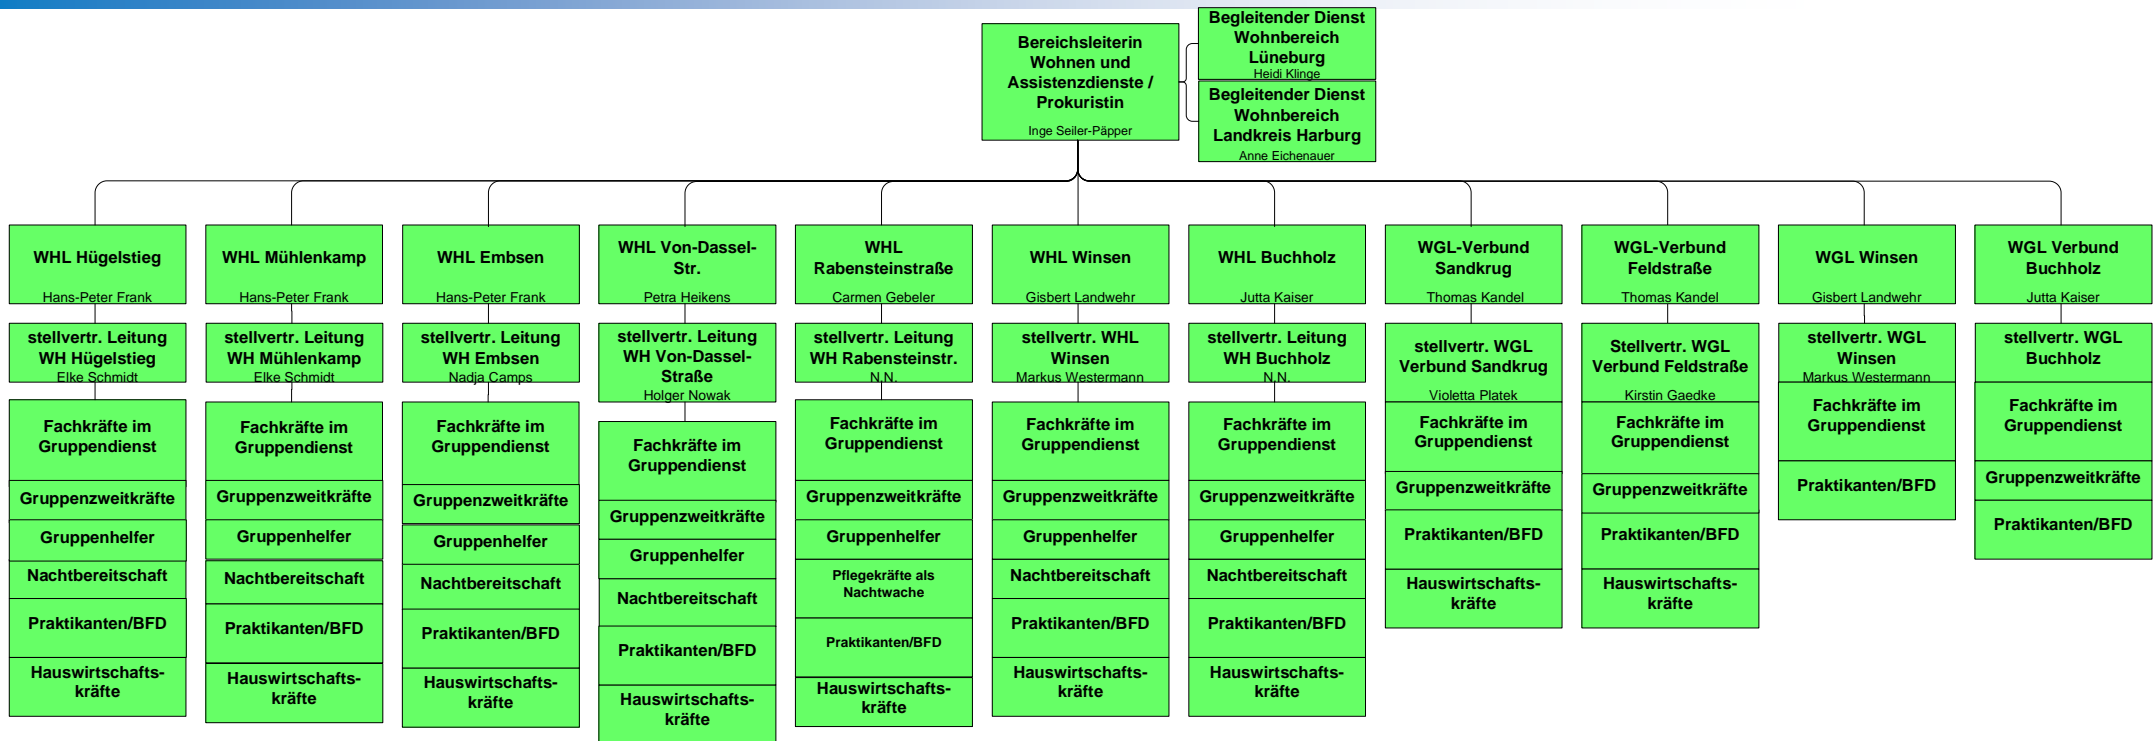 Bereichsleiterin
Wohnen und
Assistenzdienste /
Prokuristin
Inge Seiler-Päpper
Begleitender Dienst
Wohnbereich
Lüneburg
Heidi Klinge
Begleitender Dienst
Wohnbereich
Landkreis Harburg
Anne Eichenauer
WHL Hügelstieg
Hans-Peter Frank
stellvertr. Leitung
WH Hügelstieg
Elke Schmidt
Fachkräfte im
Gruppendienst
Gruppenzweitkräfte
Gruppenhelfer
Nachtbereitschaft
Praktikanten/BFD
Hauswirtschafts-
kräfte
WHL Mühlenkamp
Hans-Peter Frank
stellvertr. Leitung
WH Mühlenkamp
Elke Schmidt
Fachkräfte im
Gruppendienst
Gruppenzweitkräfte
Gruppenhelfer
Nachtbereitschaft
Praktikanten/BFD
Hauswirtschafts-
kräfte
WHL Embsen
Hans-Peter Frank
stellvertr. Leitung
WH Embsen
Nadja Camps
Fachkräfte im
Gruppendienst
Gruppenzweitkräfte
Gruppenhelfer
Nachtbereitschaft
Praktikanten/BFD
Hauswirtschafts-
kräfte
WHL Von-Dassel-
Str.
Petra Heikens
stellvertr. Leitung
WH Von-Dassel-
Straße
Holger Nowak
Fachkräfte im
Gruppendienst
Gruppenzweitkräfte
Gruppenhelfer
Nachtbereitschaft
Praktikanten/BFD
Hauswirtschafts-
kräfte
WHL
Rabensteinstraße
Carmen Gebeler
stellvertr. Leitung
WH Rabensteinstr.
N.N.
Fachkräfte im
Gruppendienst
Gruppenzweitkräfte
Gruppenhelfer
Pflegekräfte als
Nachtwache
Praktikanten/BFD
Hauswirtschafts-
kräfte
WHL Winsen
Gisbert Landwehr
stellvertr. WHL
Winsen
Markus Westermann
Fachkräfte im
Gruppendienst
Gruppenzweitkräfte
Gruppenhelfer
Nachtbereitschaft
Praktikanten/BFD
Hauswirtschafts-
kräfte
WHL Buchholz
Jutta Kaiser
stellvertr. Leitung
WH Buchholz
N.N.
Fachkräfte im
Gruppendienst
Gruppenzweitkräfte
Gruppenhelfer
Nachtbereitschaft
Praktikanten/BFD
Hauswirtschafts-
kräfte
WGL-Verbund
Sandkrug
Thomas Kandel
stellvertr. WGL
Verbund Sandkrug
Violetta Platek
Fachkräfte im
Gruppendienst
Gruppenzweitkräfte
Praktikanten/BFD
Hauswirtschafts-
kräfte
WGL-Verbund
Feldstraße
Thomas Kandel
Stellvertr. WGL
Verbund Feldstraße
Kirstin Gaedke
Fachkräfte im
Gruppendienst
Gruppenzweitkräfte
Praktikanten/BFD
Hauswirtschafts-
kräfte
WGL Winsen
Gisbert Landwehr
stellvertr. WGL
Winsen
Markus Westermann
Fachkräfte im
Gruppendienst
Praktikanten/BFD
WGL Verbund
Buchholz
Jutta Kaiser
stellvertr. WGL
Buchholz
Fachkräfte im
Gruppendienst
Gruppenzweitkräfte
Praktikanten/BFD